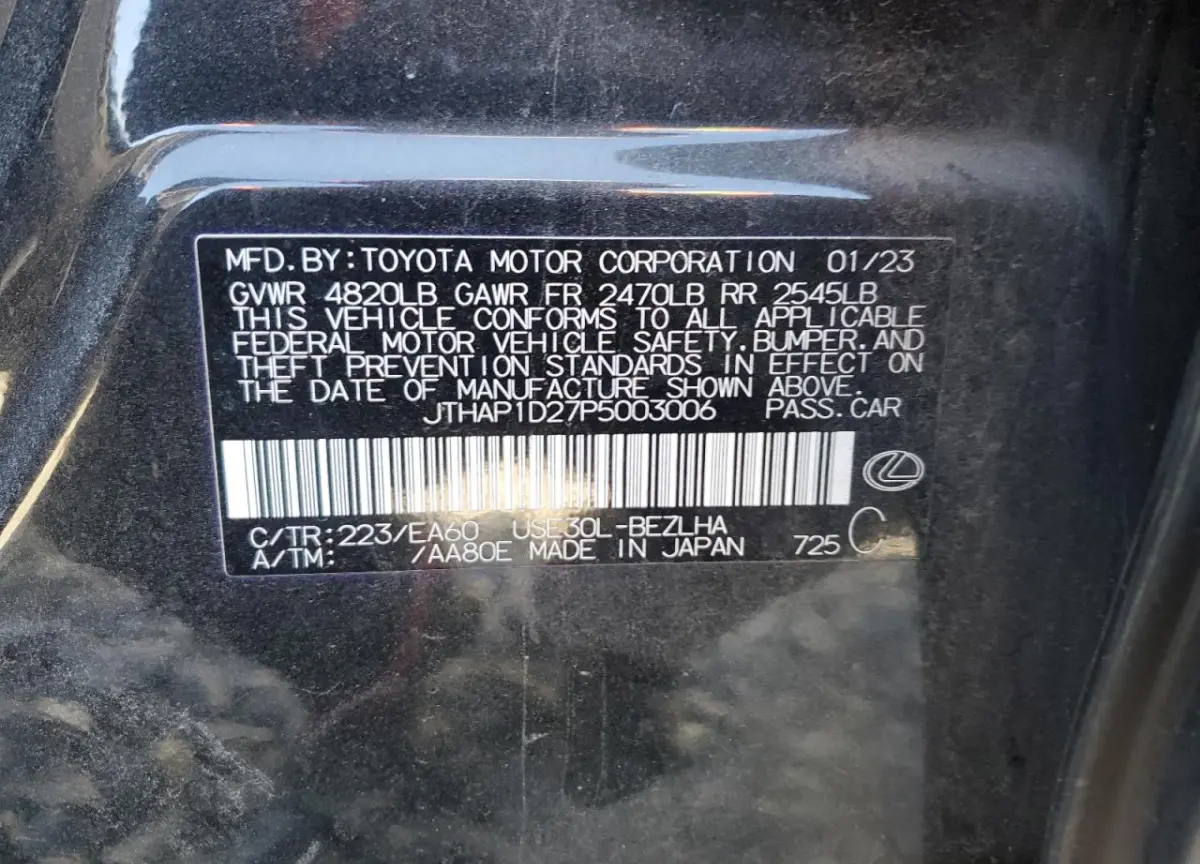 MFD.BY:TOYOTA MOTOR CORPORATION 01/23
GVWR 4820LB GAWR FR 2470LB RR 2545LB
THIS VEHICLE CONFORMS TO ALL APPLICABLE
FEDERAL MOTOR VEHICLE SAFETY.BUMPER.AND
THEFT PREVENTION STANDARDS IN EFFECT ON
THE DATE OF MANUFACTURE SHOWN ABOVE.
JTHAP1D27P5003006 PASS.CAR
C/TR:223/EA60 USE30L-BEZLHA
A/TM: /AA80E MADE IN JAPAN 725 C